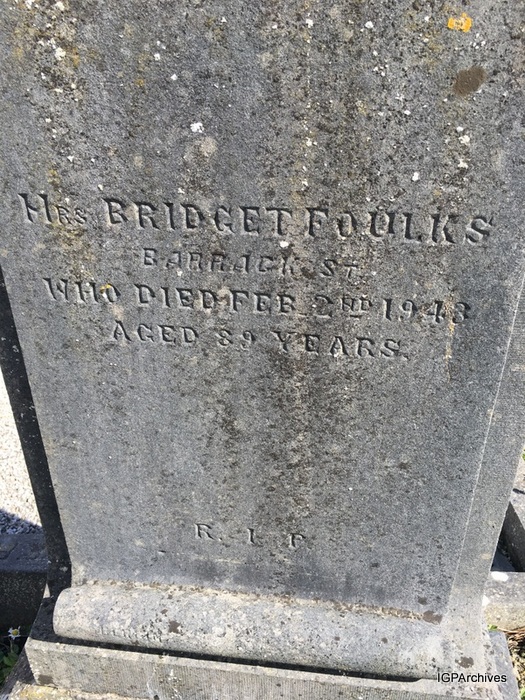 Mrs BRIDGET FOULKS
BARRACK ST.
WHO DIED FEB 2ND 1943
AGED 89 YEARS.
R. I. P
IGPArchives